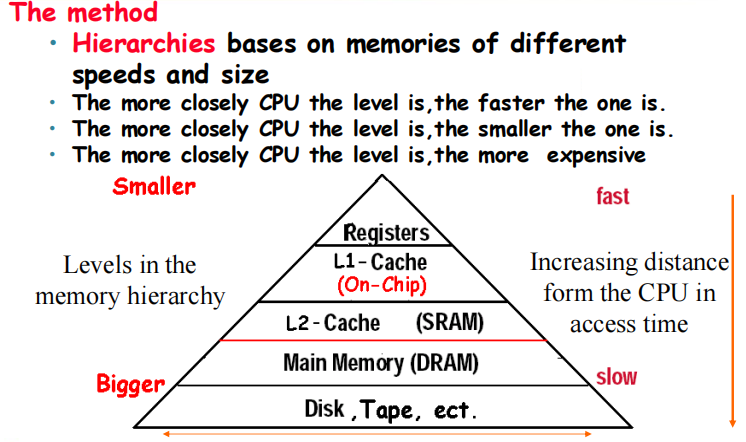 The method
• Hierarchies bases on memories of different
speeds and size
• The more closely CPU the level is,the faster the one is.
• The more closely CPU the level is,the smaller the one is.
• The more closely CPU the level is,the more expensive
Smaller
fast
Registers
Levels in the
memory hierarchy
L1-Cache
(On-Chip)
Increasing distance
form the CPU in
access time
L2-Cache (SRAM)
Main Memory (DRAM)
Bigger
slow
Disk ,Tape, ect.